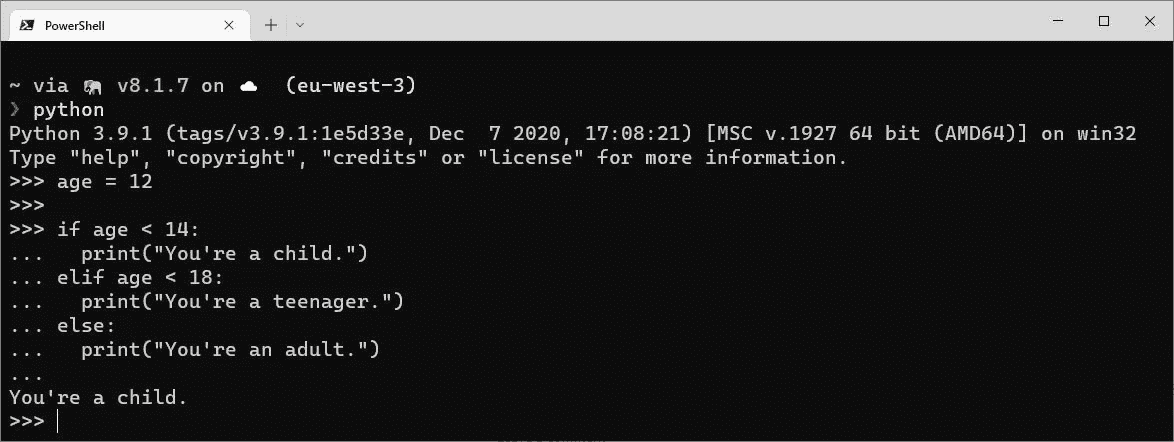 PowerShell
~ via 🐘 v8.1.7 on ☁️ (eu-west-3)
❯ python
Python 3.9.1 (tags/v3.9.1:1e5d33e, Dec  7 2020, 17:08:21) [MSC v.1927 64 bit (AMD64)] on win32
Type "help", "copyright", "credits" or "license" for more information.
>>> age = 12
>>>
>>> if age < 14:
...   print("You're a child.")
... elif age < 18:
...   print("You're a teenager.")
... else:
...   print("You're an adult.")
...
You're a child.
>>>